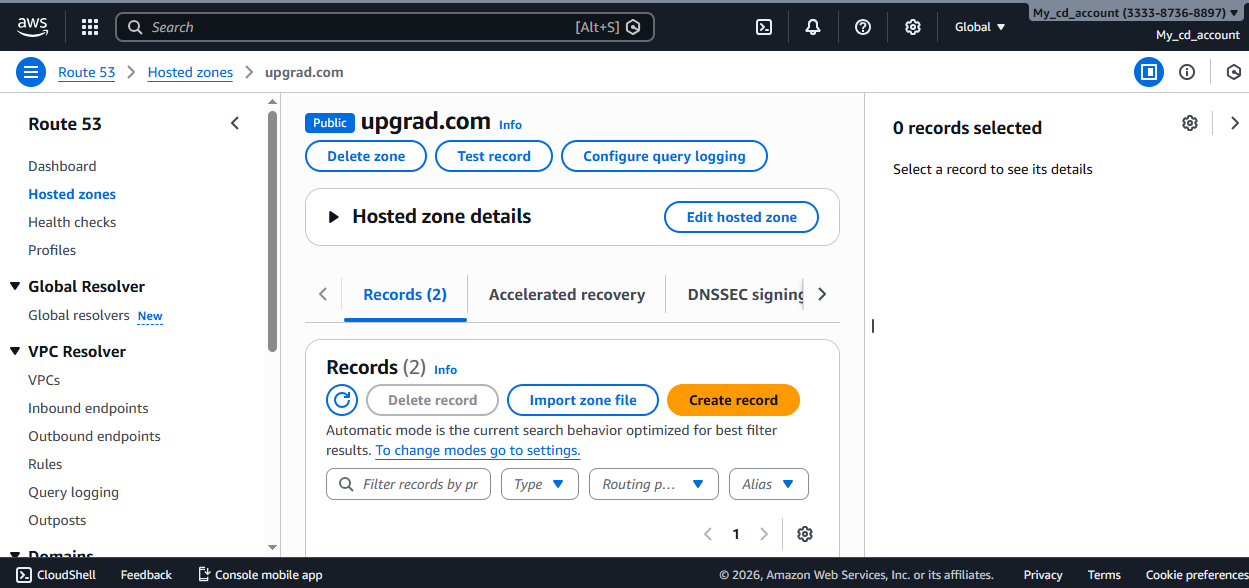 aws
Search [Alt+S]
Global
My_cd_account (3333-8736-8897)
My_cd_account
Route 53 Hosted zones upgrad.com
Route 53
Dashboard
Hosted zones
Health checks
Profiles
Global Resolver
Global resolvers New
VPC Resolver
VPCs
Inbound endpoints
Outbound endpoints
Rules
Query logging
Outposts
Domains
Public upgrad.com Info
Delete zone Test record Configure query logging
Hosted zone details Edit hosted zone
Records (2) Accelerated recovery DNSSEC signing
Records (2) Info
Delete record Import zone file Create record
Automatic mode is the current search behavior optimized for best filter
results. To change modes go to settings.
Filter records by pr Type Routing p... Alias
1
0 records selected
Select a record to see its details
CloudShell Feedback Console mobile app © 2026, Amazon Web Services, Inc. or its affiliates. Privacy Terms Cookie preferences